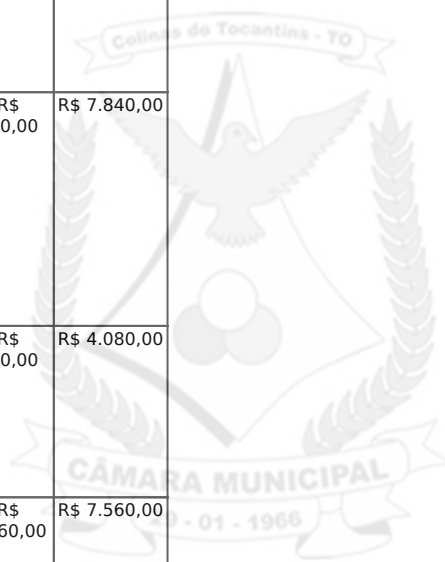 Colinas do Tocantins - TO
R$ R$ 7.840,00
0,00
R$ R$ 4.080,00
0,00
CÂMARA MUNICIPAL
R$ R$ 7.560,00
60,00
- 01 - 1966